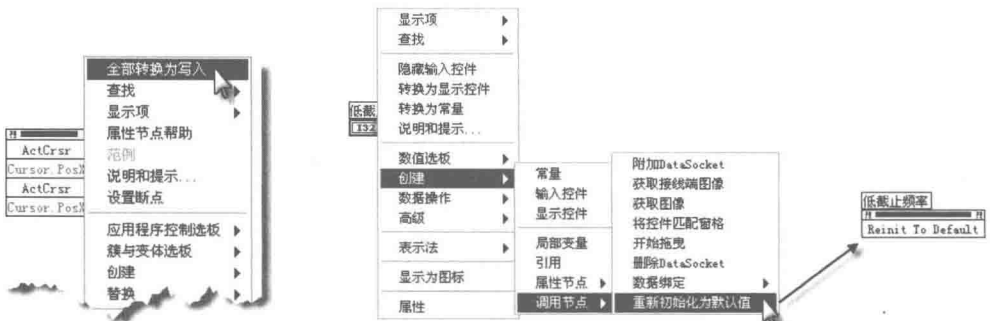 ActCrsr
Cursor.PosX
ActCrsr
Cursor.PosX
全部转换为写入
查找
显示项
属性节点帮助
范例
说明和提示...
设置断点
应用程序控制选板
簇与变体选板
创建
替换
低截
I32
显示项
查找
隐藏输入控件
转换为显示控件
转换为常量
说明和提示...
数值选板
创建
数据操作
高级
表示法
显示为图标
属性
常量
输入控件
显示控件
局部变量
引用
属性节点
调用节点
附加DataSocket
获取接线端图像
获取图像
将控件匹配窗格
开始拖曳
删除DataSocket
数据绑定
重新初始化为默认值
低截止频率
Reinit To Default